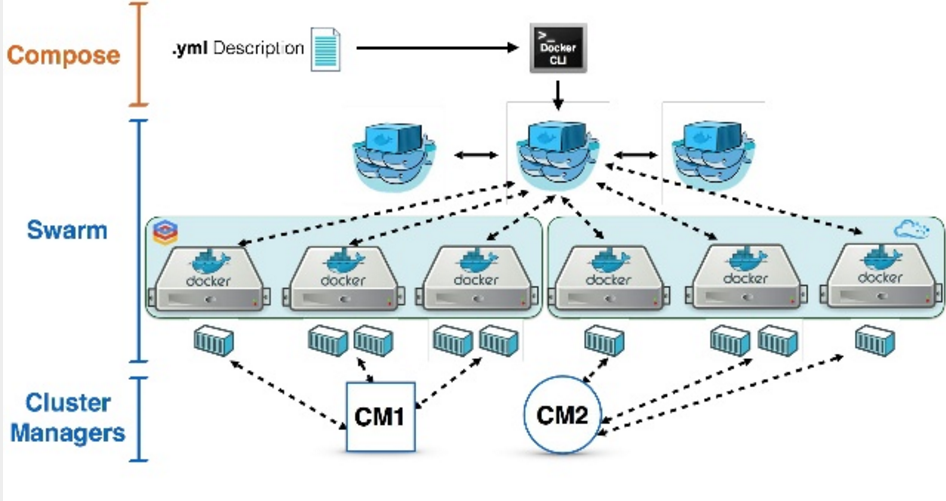 Compose
.yml Description
>_
Docker
CLI
Swarm
docker
docker
docker
docker
docker
docker
Cluster
Managers
CM1
CM2